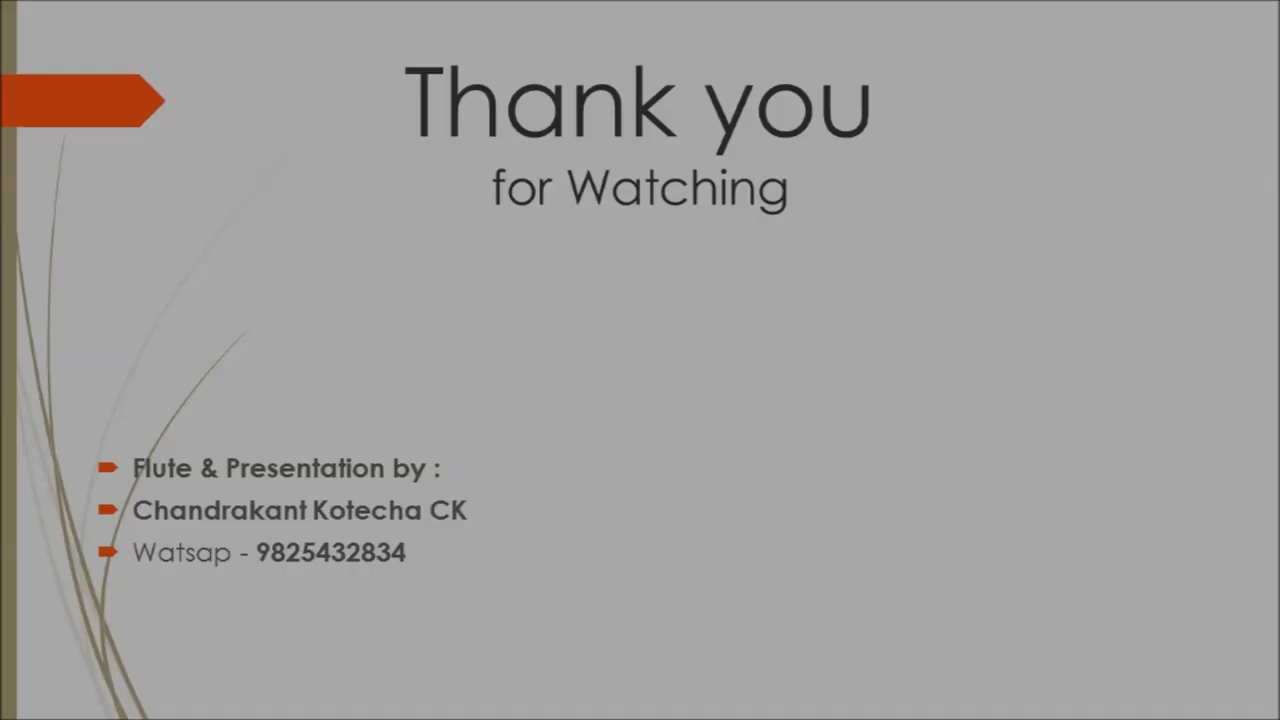 Thank you
for Watching
Flute & Presentation by :
Chandrakant Kotecha CK
Watsap - 9825432834